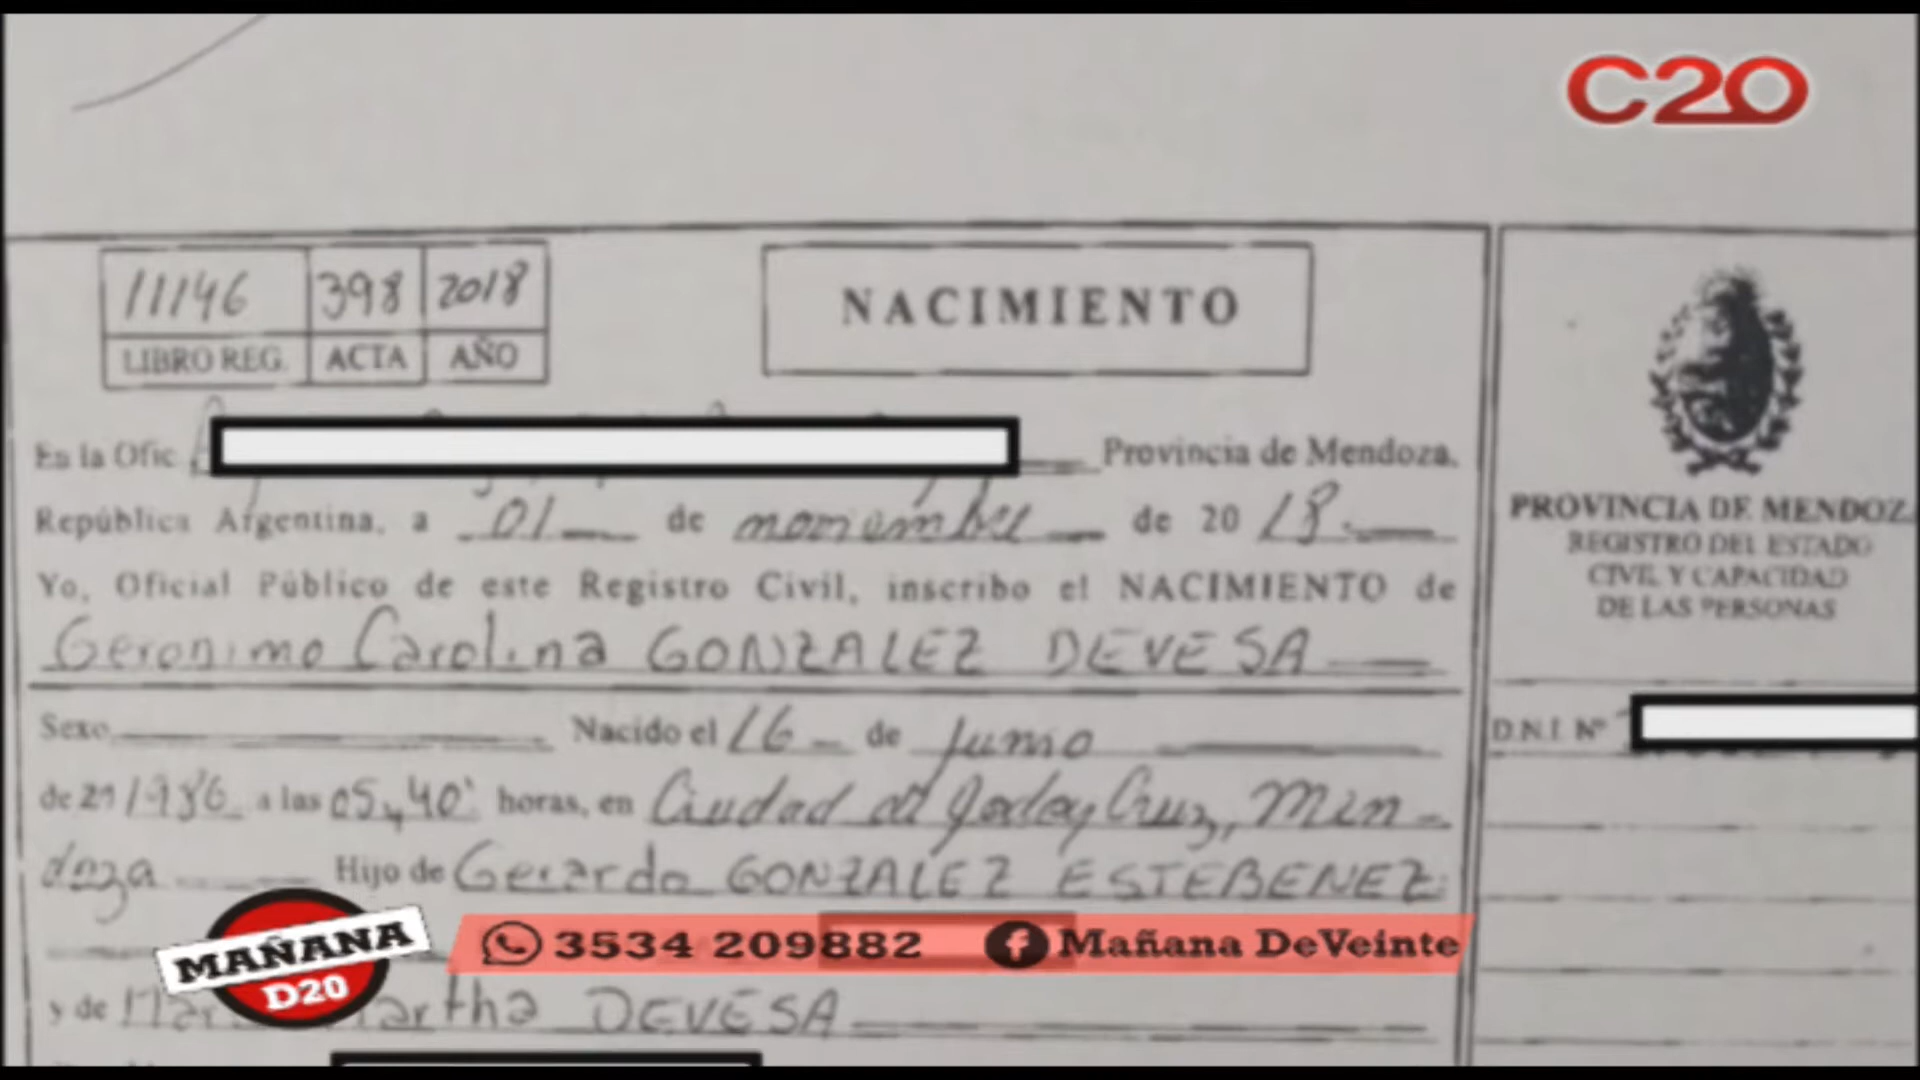 C20
11146 398 2018
LIBRO REG. ACTA AÑO
NACIMIENTO
En la Ofic Provincia de Mendoza,
República Argentina, a 01 de noviembre de 2018.
Yo, Oficial Público de este Registro Civil, inscribo el NACIMIENTO de
Geronimo Carolina GONZALEZ DEVESA
Sexo Nacido el 16 de Junio
de 1986 a las 05,40' horas, en Ciudad de Godoy Cruz, Men-
doza Hijo de Gerardo GONZALEZ ESTEBENEZ
y de Martha DEVESA
PROVINCIA DE MENDOZ
REGISTRO DEL ESTADO
CIVIL Y CAPACIDAD
DE LAS PERSONAS
D.N.I. Nº
MAÑANA
D20
3534 209882 Mañana DeVeinte